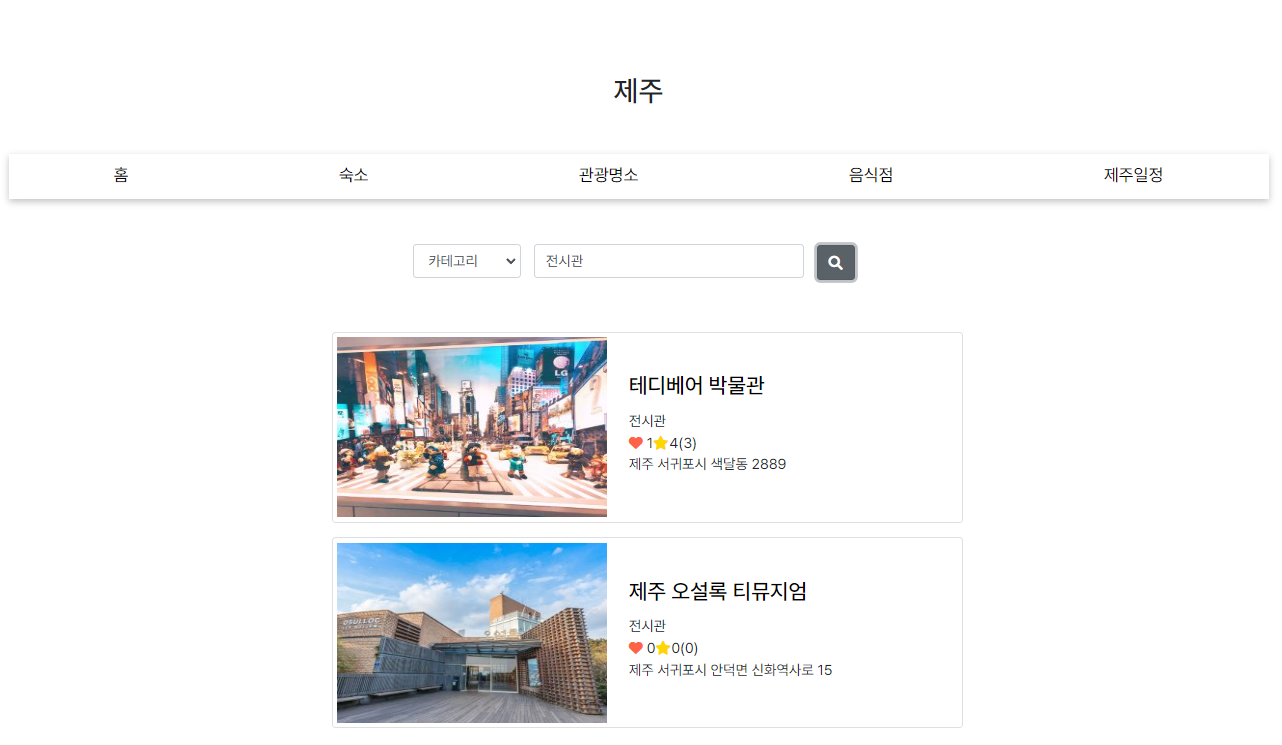 제주
홈 숙소 관광명소 음식점 제주일정
카테고리 전시관
LG
테디베어 박물관
전시관
1 4(3)
제주 서귀포시 색달동 2889
OSULLOC
제주 오설록 티뮤지엄
전시관
0 0(0)
제주 서귀포시 안덕면 신화역사로 15